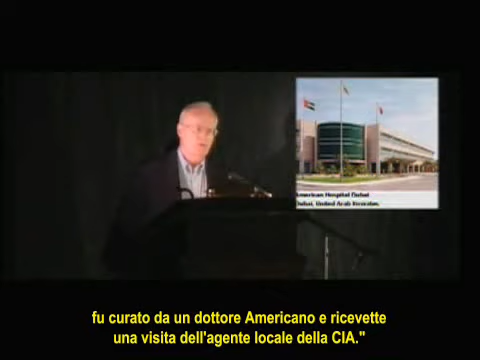 American Hospital Dubai
Dubai, United Arab Emirates
fu curato da un dottore Americano e ricevette
una visita dell'agente locale della CIA."